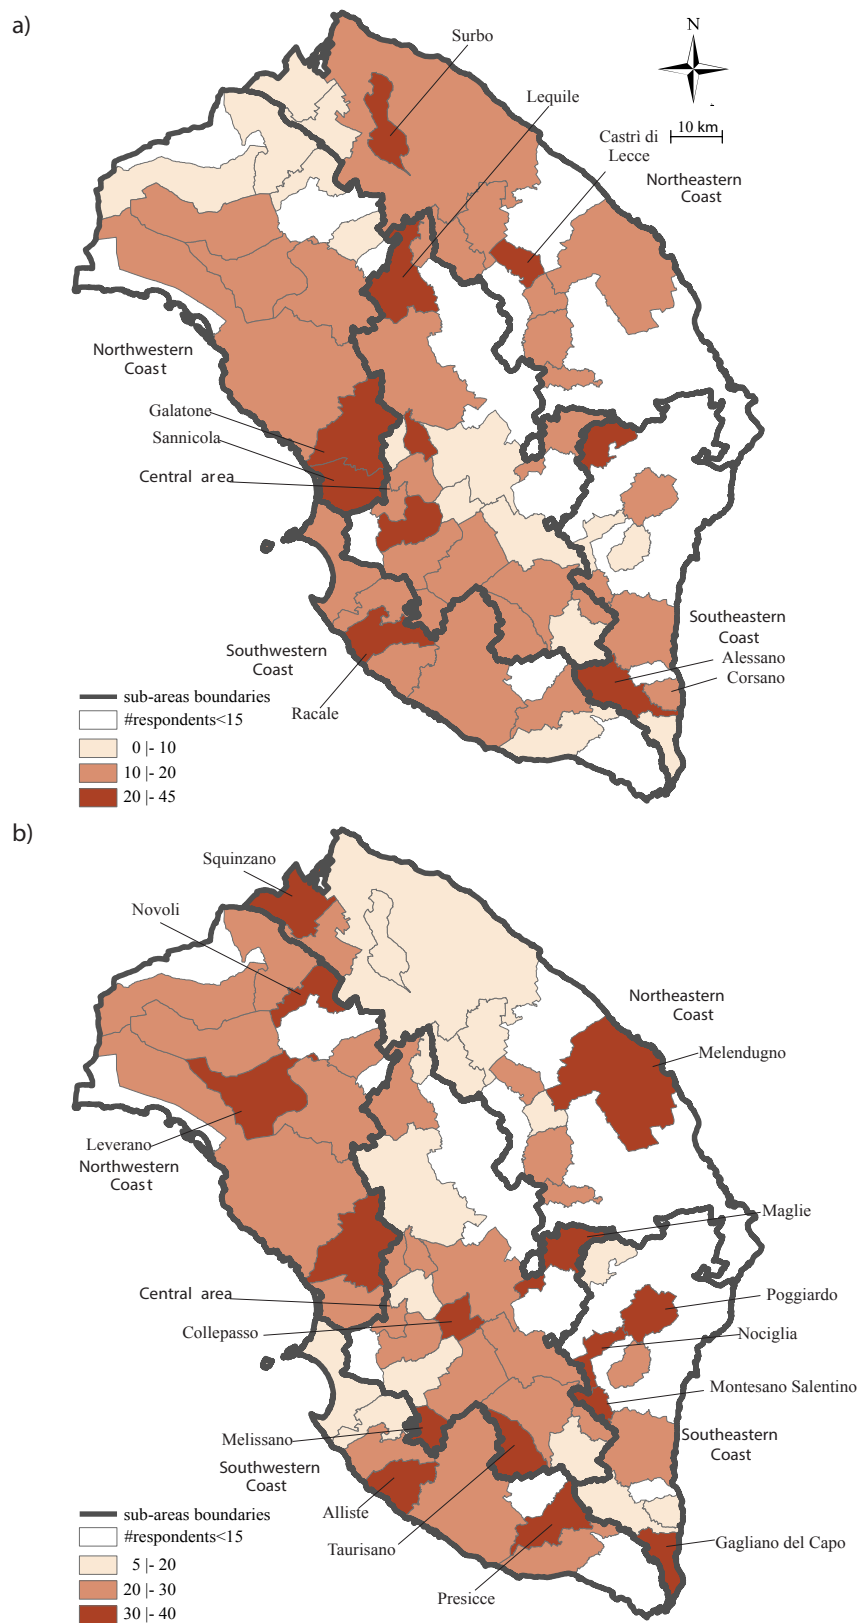 a)
Surbo
N
Lequile
10 km
Castrì di
Lecce
Northeastern
Coast
Northwestern
Coast
Galatone
Sannicola
Central area
Southeastern
Coast
Southwestern
Coast
Alessano
Corsano
Racale
sub-areas boundaries
#respondents<15
0 |- 10
10 |- 20
20 |- 45
b)
Squinzano
Novoli
Northeastern
Coast
Melendugno
Leverano
Northwestern
Coast
Maglie
Central area
Poggiardo
Collepasso
Nociglia
Montesano Salentino
Melissano
Southeastern
Coast
Southwestern
Coast
Alliste
Taurisano
Gagliano del Capo
Presicce
sub-areas boundaries
#respondents<15
5 |- 20
20 |- 30
30 |- 40